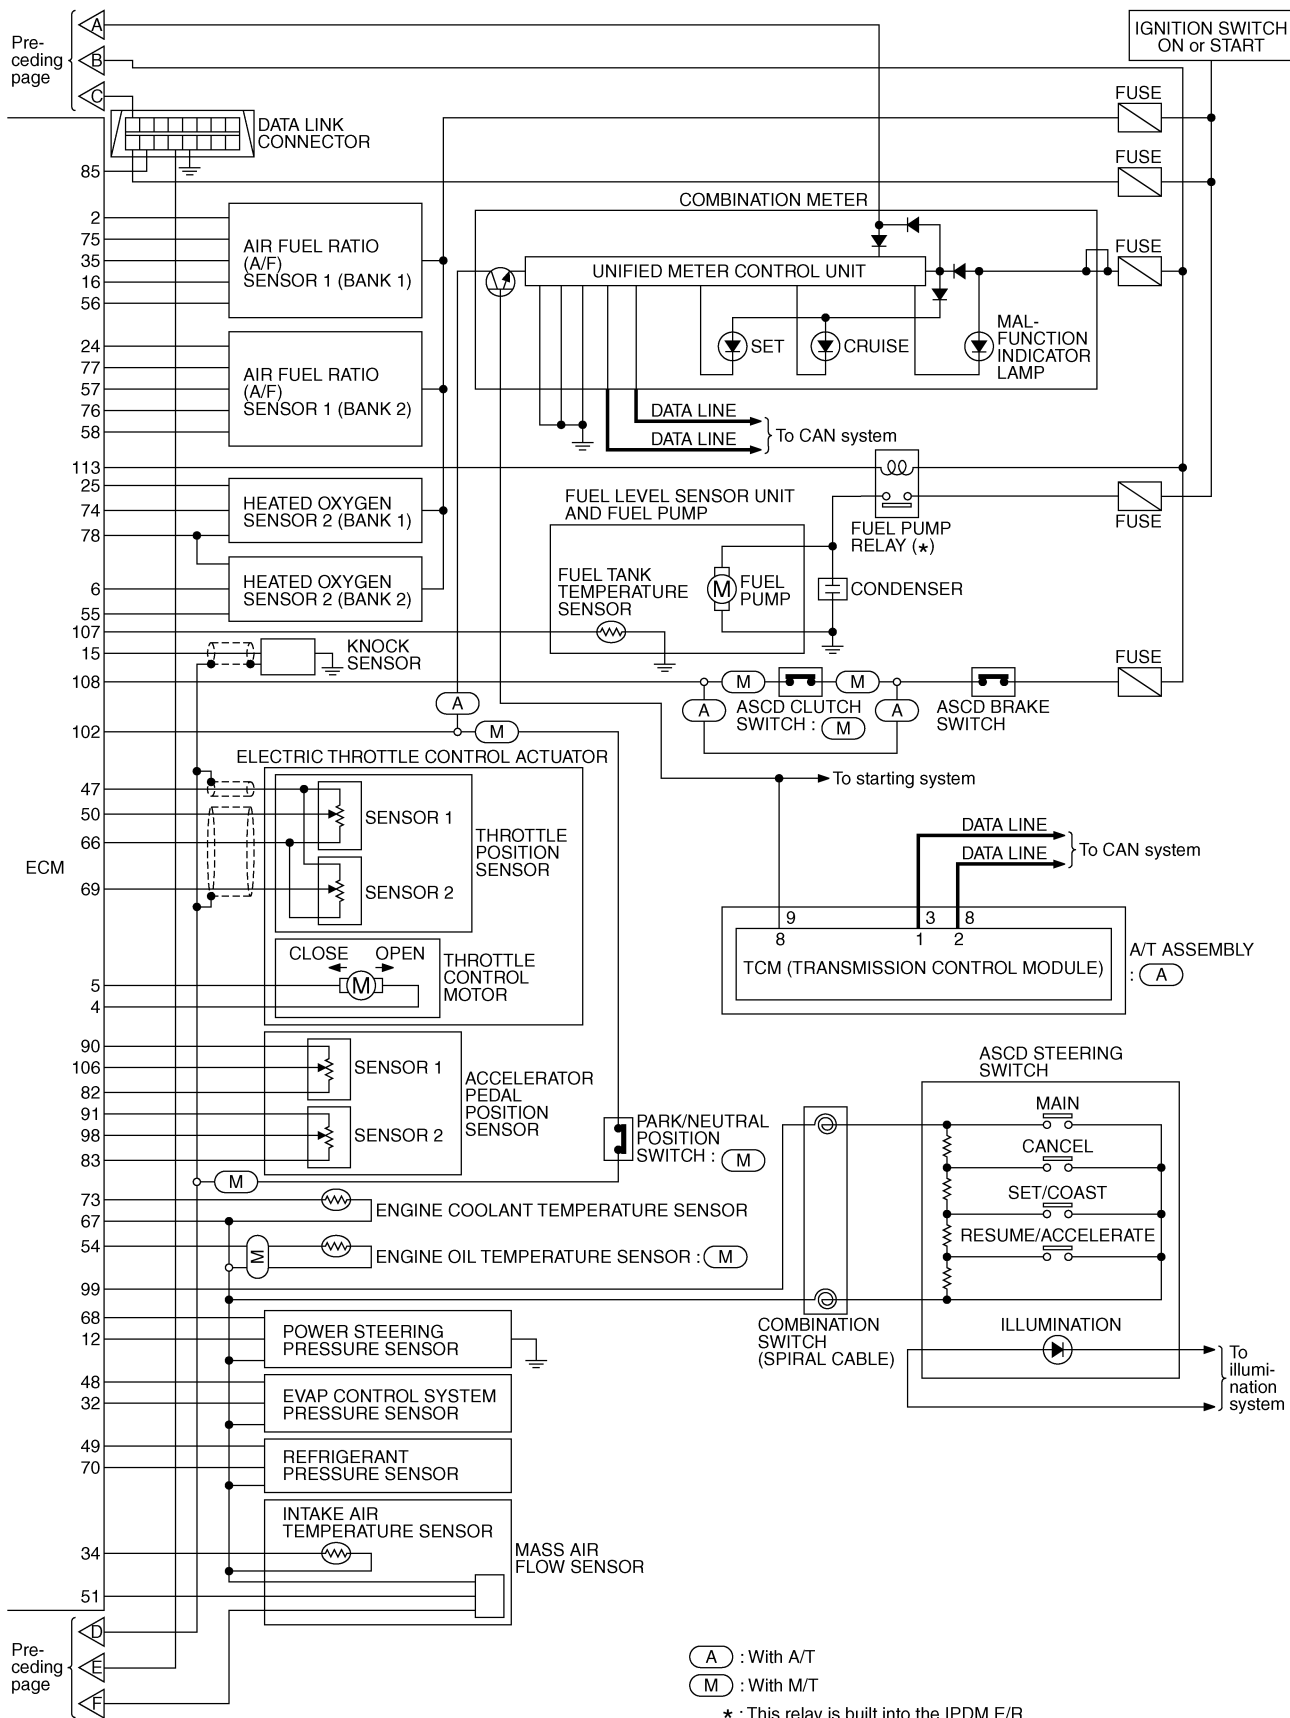 A
Pre-
ceding
page
B
C
IGNITION SWITCH
ON or START
FUSE
DATA LINK
CONNECTOR
85
FUSE
COMBINATION METER
2
75
35
16
56
AIR FUEL RATIO
(A/F)
SENSOR 1 (BANK 1)
FUSE
UNIFIED METER CONTROL UNIT
SET
CRUISE
MAL-
FUNCTION
INDICATOR
LAMP
24
77
57
76
58
AIR FUEL RATIO
(A/F)
SENSOR 1 (BANK 2)
DATA LINE
DATA LINE
To CAN system
113
25
74
78
HEATED OXYGEN
SENSOR 2 (BANK 1)
FUEL LEVEL SENSOR UNIT
AND FUEL PUMP
FUEL PUMP
RELAY (*)
FUSE
6
55
HEATED OXYGEN
SENSOR 2 (BANK 2)
FUEL TANK
TEMPERATURE
SENSOR
M
FUEL
PUMP
CONDENSER
107
15
KNOCK
SENSOR
108
M
M
FUSE
A
A
ASCD CLUTCH
SWITCH : M
ASCD BRAKE
SWITCH
A
102
M
ELECTRIC THROTTLE CONTROL ACTUATOR
To starting system
47
50
66
69
ECM
SENSOR 1
SENSOR 2
THROTTLE
POSITION
SENSOR
DATA LINE
DATA LINE
To CAN system
9
3
8
8
1
2
TCM (TRANSMISSION CONTROL MODULE)
A/T ASSEMBLY
: A
CLOSE
OPEN
M
THROTTLE
CONTROL
MOTOR
5
4
90
106
82
91
98
83
SENSOR 1
SENSOR 2
ACCELERATOR
PEDAL
POSITION
SENSOR
PARK/NEUTRAL
POSITION
SWITCH : M
ASCD STEERING
SWITCH
MAIN
CANCEL
SET/COAST
RESUME/ACCELERATE
M
73
67
ENGINE COOLANT TEMPERATURE SENSOR
54
M
ENGINE OIL TEMPERATURE SENSOR : M
99
68
12
POWER STEERING
PRESSURE SENSOR
COMBINATION
SWITCH
(SPIRAL CABLE)
ILLUMINATION
To
illumi-
nation
system
48
32
EVAP CONTROL SYSTEM
PRESSURE SENSOR
49
70
REFRIGERANT
PRESSURE SENSOR
INTAKE AIR
TEMPERATURE SENSOR
34
51
MASS AIR
FLOW SENSOR
D
Pre-
ceding
page
E
F
A : With A/T
M : With M/T
* : This relay is built into the IPDM E/R